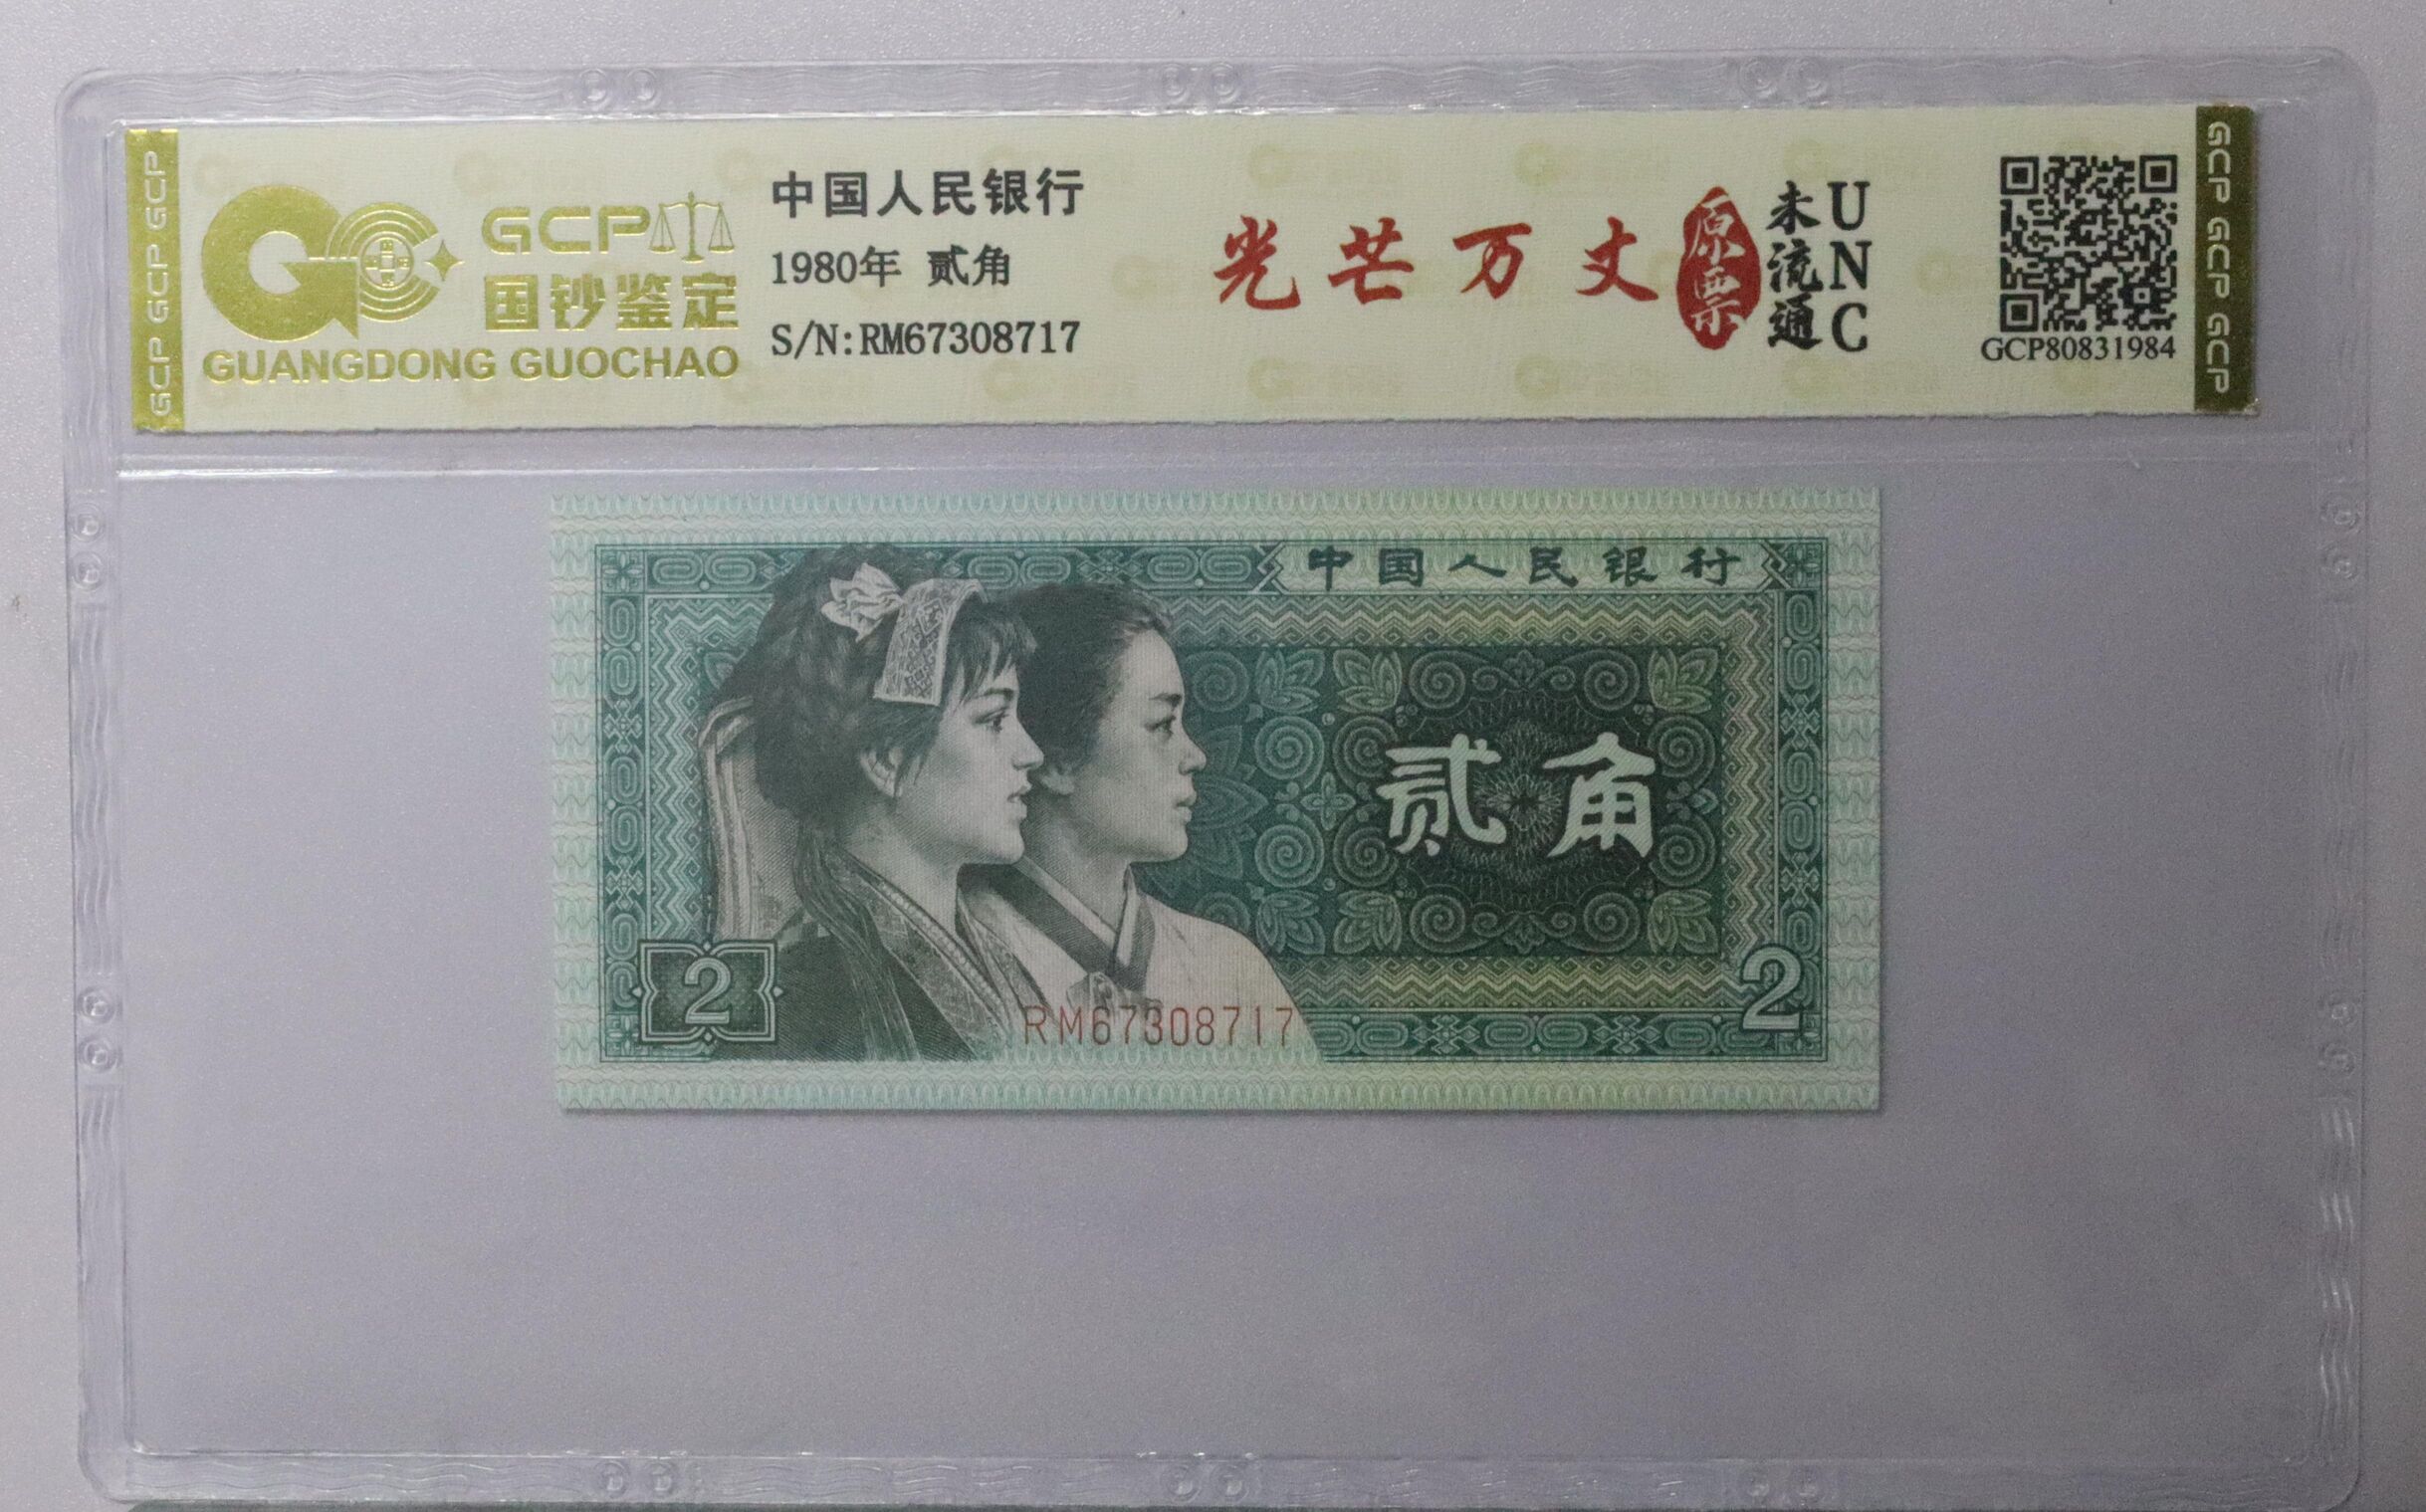 GCP GCP GCP
GCP
国钞鉴定
GUANGDONG GUOCHAO
中国人民银行
1980年 贰角
S/N:RM67308717
光芒万丈
原票
未流通
UNC
GCP80831984
GCP GCP GCP
中国人民银行
贰角
2
RM67308717
2